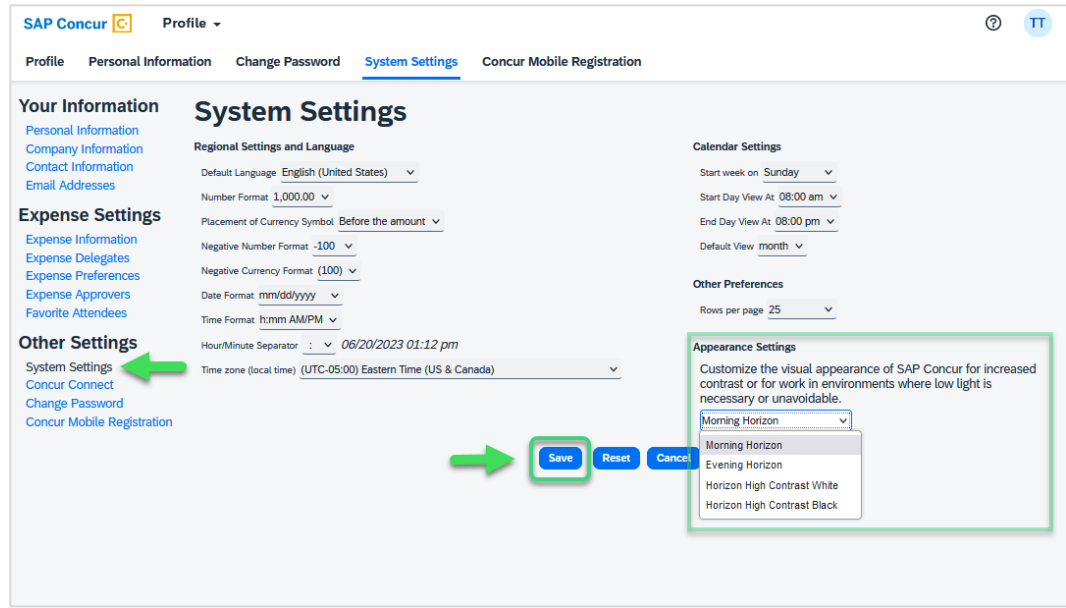 SAP Concur C Profile
TT
Profile Personal Information Change Password System Settings Concur Mobile Registration
Your Information
Personal Information
Company Information
Contact Information
Email Addresses
Expense Settings
Expense Information
Expense Delegates
Expense Preferences
Expense Approvers
Favorite Attendees
Other Settings
System Settings
Concur Connect
Change Password
Concur Mobile Registration
System Settings
Regional Settings and Language
Default Language English (United States)
Number Format 1,000.00
Placement of Currency Symbol Before the amount
Negative Number Format -100
Negative Currency Format (100)
Date Format mm/dd/yyyy
Time Format h:mm AM/PM
Hour/Minute Separator : 06/20/2023 01:12 pm
Time zone (local time) (UTC-05:00) Eastern Time (US & Canada)
Calendar Settings
Start week on Sunday
Start Day View At 08:00 am
End Day View At 08:00 pm
Default View month
Other Preferences
Rows per page 25
Appearance Settings
Customize the visual appearance of SAP Concur for increased
contrast or for work in environments where low light is
necessary or unavoidable.
Morning Horizon
Morning Horizon
Evening Horizon
Horizon High Contrast White
Horizon High Contrast Black
Save Reset Cancel